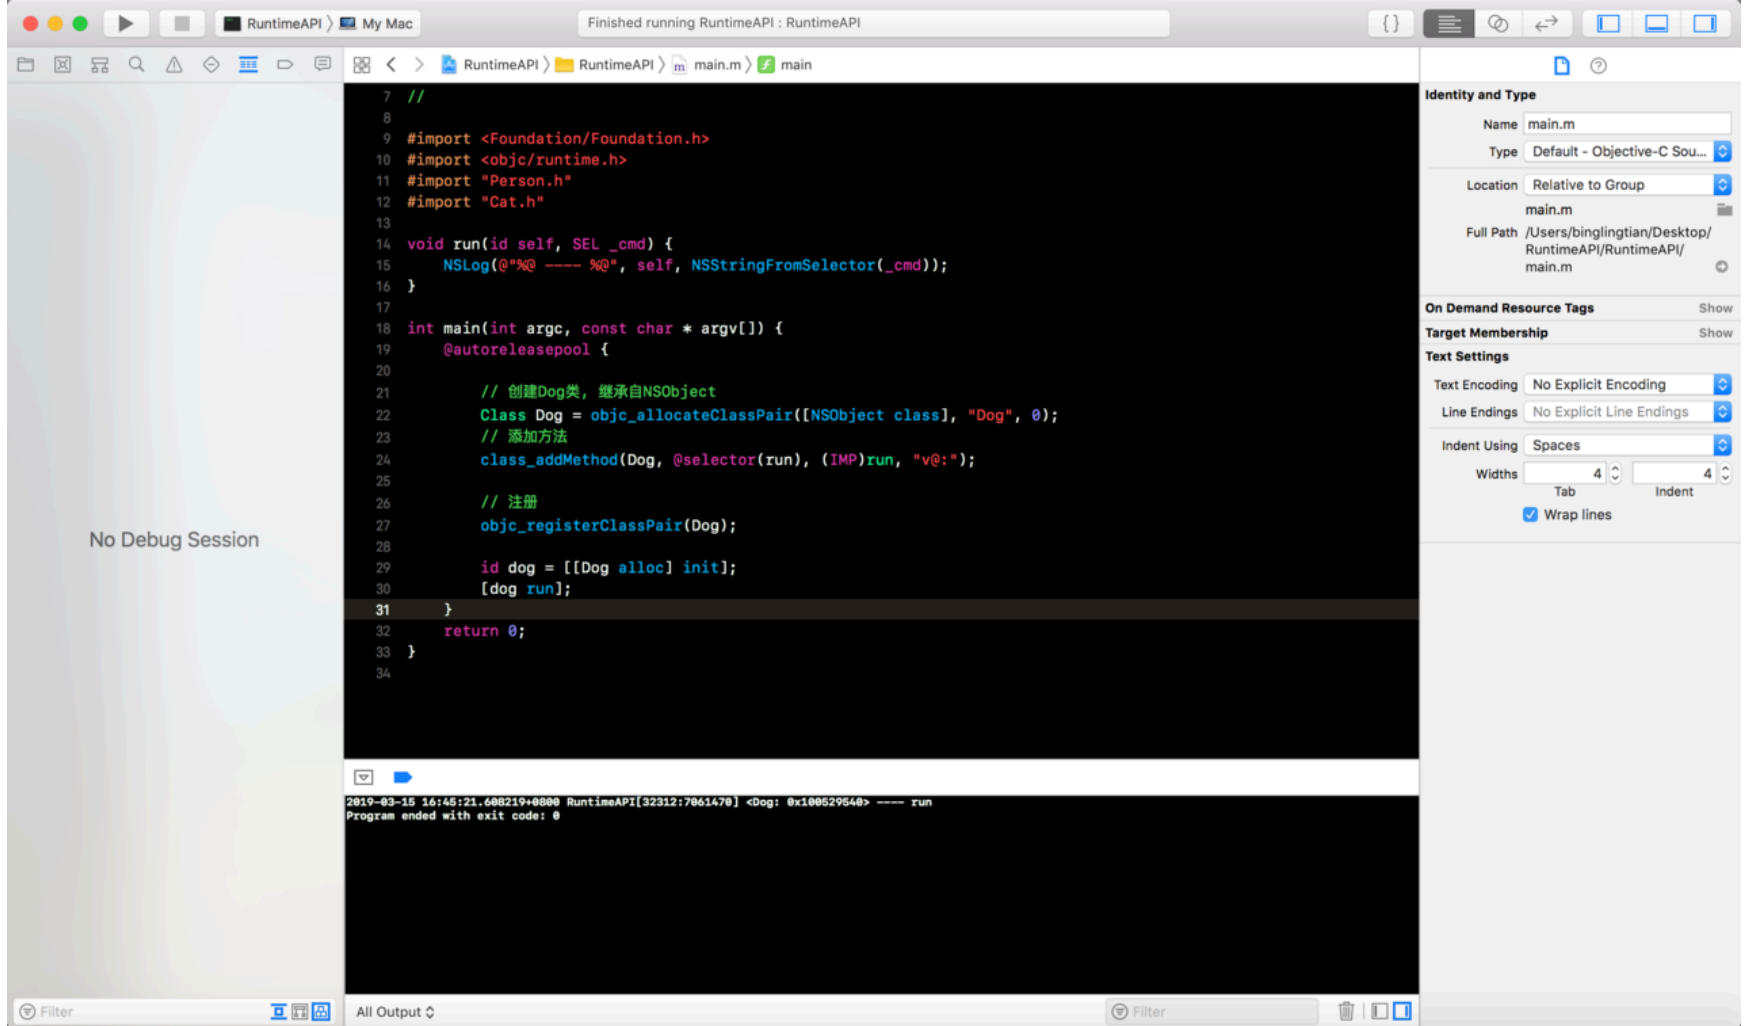 RuntimeAPI 〉 My Mac
Finished running RuntimeAPI : RuntimeAPI
{ }
RuntimeAPI 〉 RuntimeAPI 〉 m main.m 〉 f main
7 //
8
9 #import <Foundation/Foundation.h>
10 #import <objc/runtime.h>
11 #import "Person.h"
12 #import "Cat.h"
13
14 void run(id self, SEL _cmd) {
15 NSLog(@"%@ ---- %@", self, NSStringFromSelector(_cmd));
16 }
17
18 int main(int argc, const char * argv[]) {
19 @autoreleasepool {
20
21 // 创建Dog类, 继承自NSObject
22 Class Dog = objc_allocateClassPair([NSObject class], "Dog", 0);
23 // 添加方法
24 class_addMethod(Dog, @selector(run), (IMP)run, "v@:");
25
26 // 注册
27 objc_registerClassPair(Dog);
28
29 id dog = [[Dog alloc] init];
30 [dog run];
31 }
32 return 0;
33 }
34
No Debug Session
2019-03-15 16:45:21.608219+0800 RuntimeAPI[32312:7061470] <Dog: 0x100529540> ---- run
Program ended with exit code: 0
Filter
All Output
Filter
Identity and Type
Name main.m
Type Default - Objective-C Sou...
Location Relative to Group
main.m
Full Path /Users/binglingtian/Desktop/
RuntimeAPI/RuntimeAPI/
main.m
On Demand Resource Tags Show
Target Membership Show
Text Settings
Text Encoding No Explicit Encoding
Line Endings No Explicit Line Endings
Indent Using Spaces
Widths 4 4
Tab Indent
Wrap lines